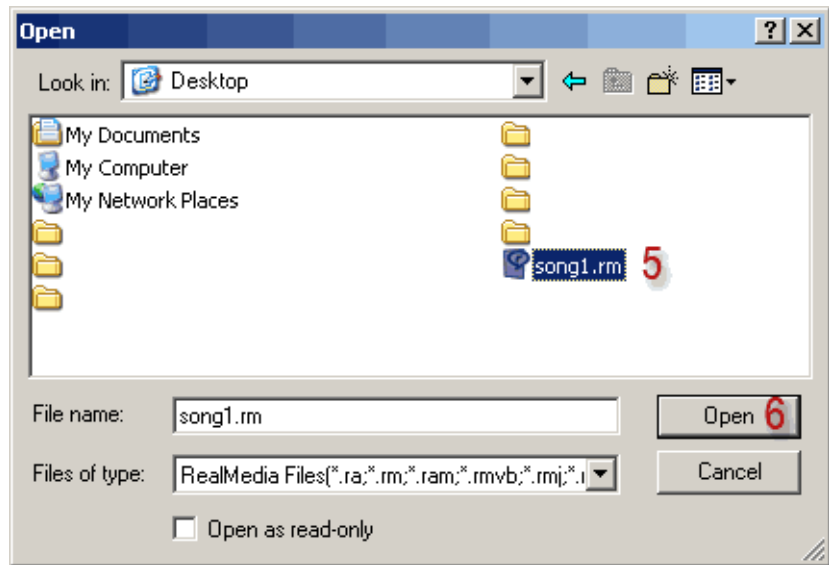 Open
Look in: Desktop
My Documents
My Computer
My Network Places
song1.rm 5
File name: song1.rm Open 6
Files of type: RealMedia Files(*.ra;*.rm;*.ram;*.rmvb;*.rmj;*. Cancel
Open as read-only